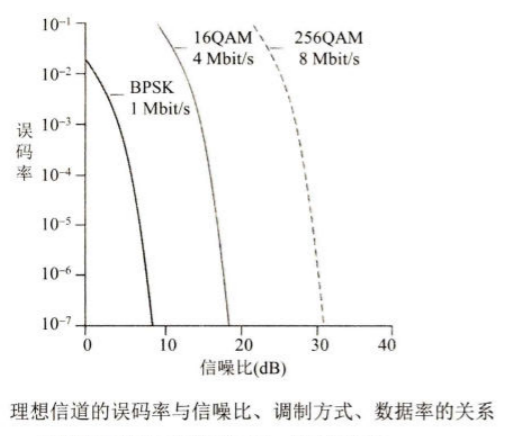 10⁻¹
10⁻²
10⁻³
10⁻⁴
10⁻⁵
10⁻⁶
10⁻⁷
误码率
BPSK
1 Mbit/s
16QAM
4 Mbit/s
256QAM
8 Mbit/s
0 10 20 30 40
信噪比(dB)
理想信道的误码率与信噪比、调制方式、数据率的关系